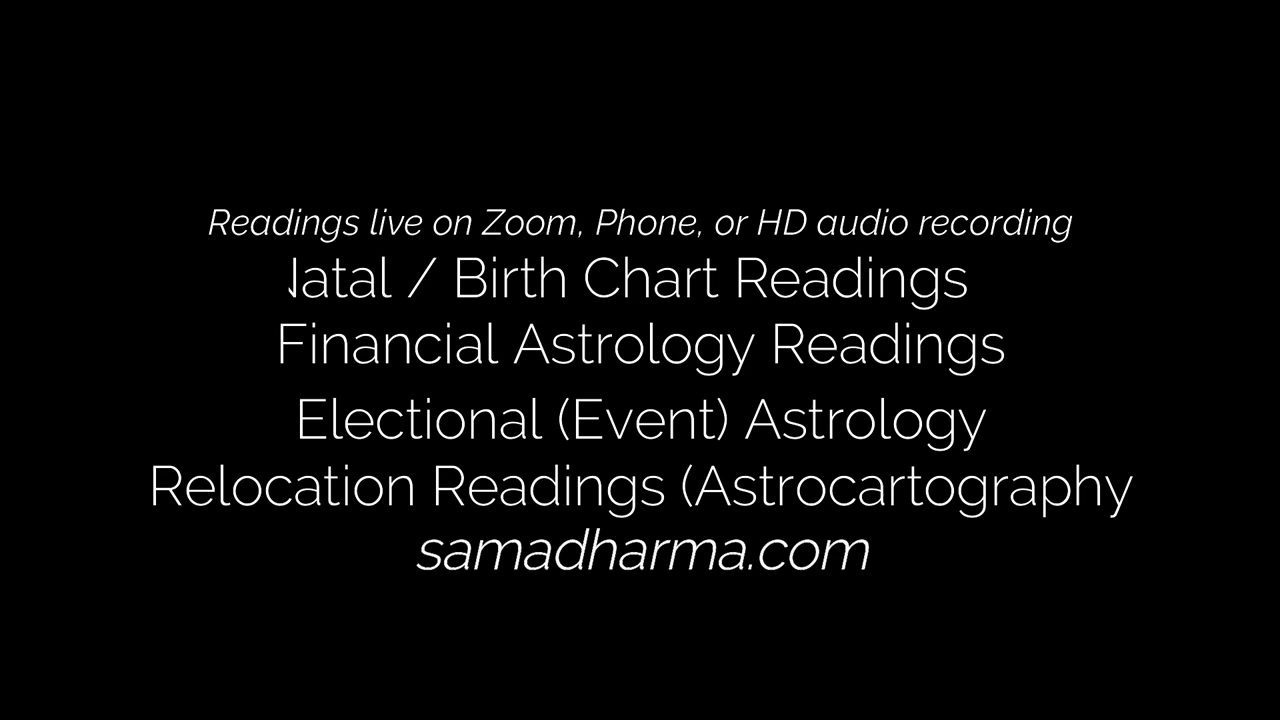 Readings live on Zoom, Phone, or HD audio recording
Natal / Birth Chart Readings
Financial Astrology Readings
Electional (Event) Astrology
Relocation Readings (Astrocartography
samadharma.com